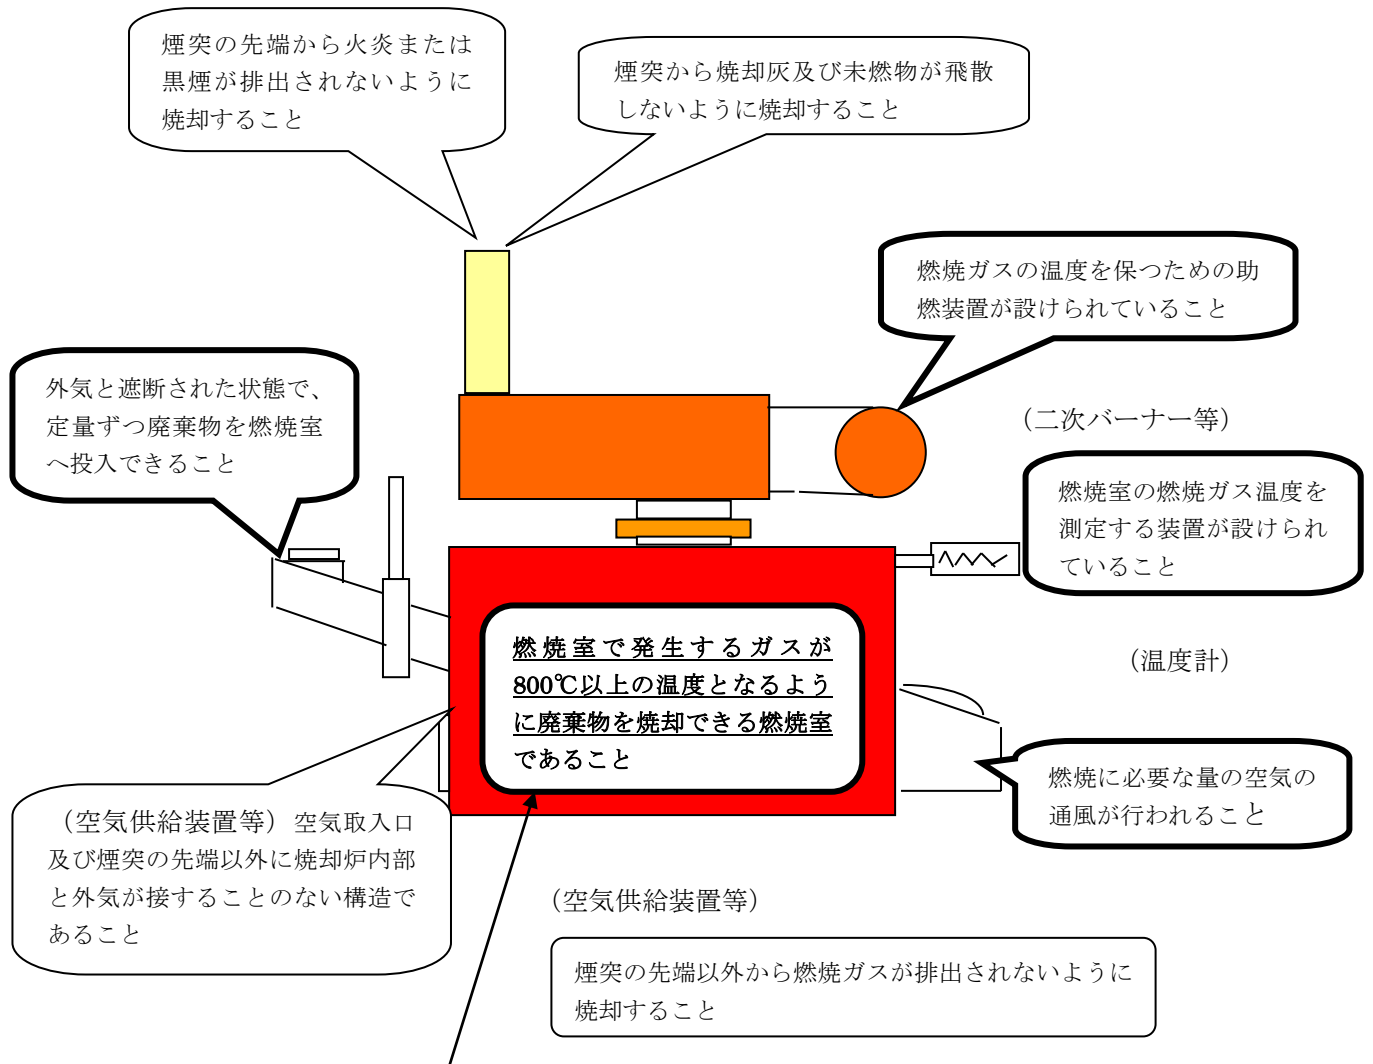 煙突の先端から火炎または
黒煙が排出されないように
焼却すること
煙突から焼却灰及び未燃物が飛散
しないように焼却すること
燃焼ガスの温度を保つための助
燃装置が設けられていること
外気と遮断された状態で、
定量ずつ廃棄物を燃焼室
へ投入できること
（二次バーナー等）
燃焼室の燃焼ガス温度を
測定する装置が設けられ
ていること
燃焼室で発生するガスが
800℃以上の温度となるよう
に廃棄物を焼却できる燃焼室
であること
（温度計）
燃焼に必要な量の空気の
通風が行われること
（空気供給装置等）空気取入口
及び煙突の先端以外に焼却炉内部
と外気が接することのない構造で
あること
（空気供給装置等）
煙突の先端以外から燃焼ガスが排出されないように
焼却すること